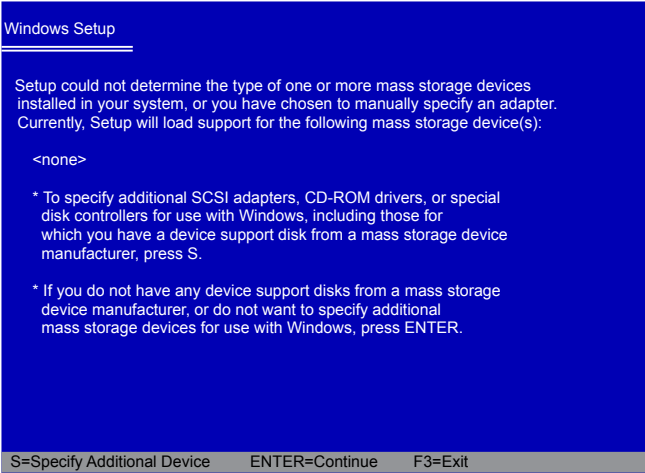 Windows Setup
Setup could not determine the type of one or more mass storage devices
installed in your system, or you have chosen to manually specify an adapter.
Currently, Setup will load support for the following mass storage device(s):
<none>
* To specify additional SCSI adapters, CD-ROM drivers, or special
disk controllers for use with Windows, including those for
which you have a device support disk from a mass storage device
manufacturer, press S.
* If you do not have any device support disks from a mass storage
device manufacturer, or do not want to specify additional
mass storage devices for use with Windows, press ENTER.
S=Specify Additional Device ENTER=Continue F3=Exit